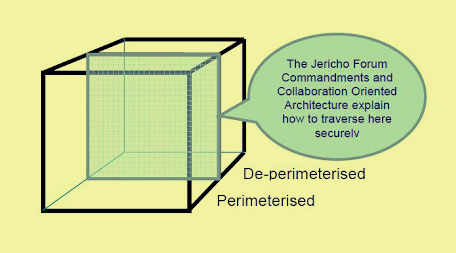 The Jericho Forum
Commandments and
Collaboration Oriented
Architecture explain
how to traverse here
securely
De-perimeterised
Perimeterised